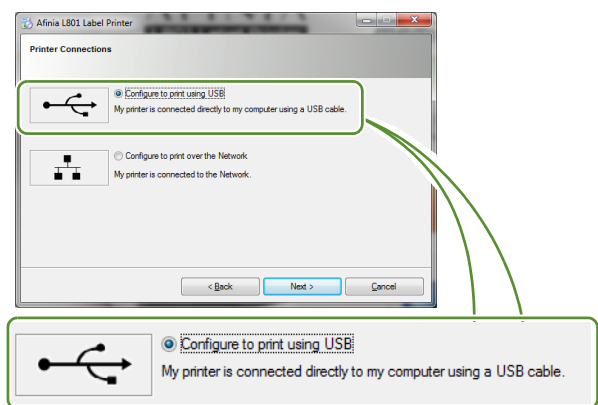 Afinia L801 Label Printer
Printer Connections
Configure to print using USB
My printer is connected directly to my computer using a USB cable.
Configure to print over the Network
My printer is connected to the Network.
< Back Next > Cancel
Configure to print using USB
My printer is connected directly to my computer using a USB cable.